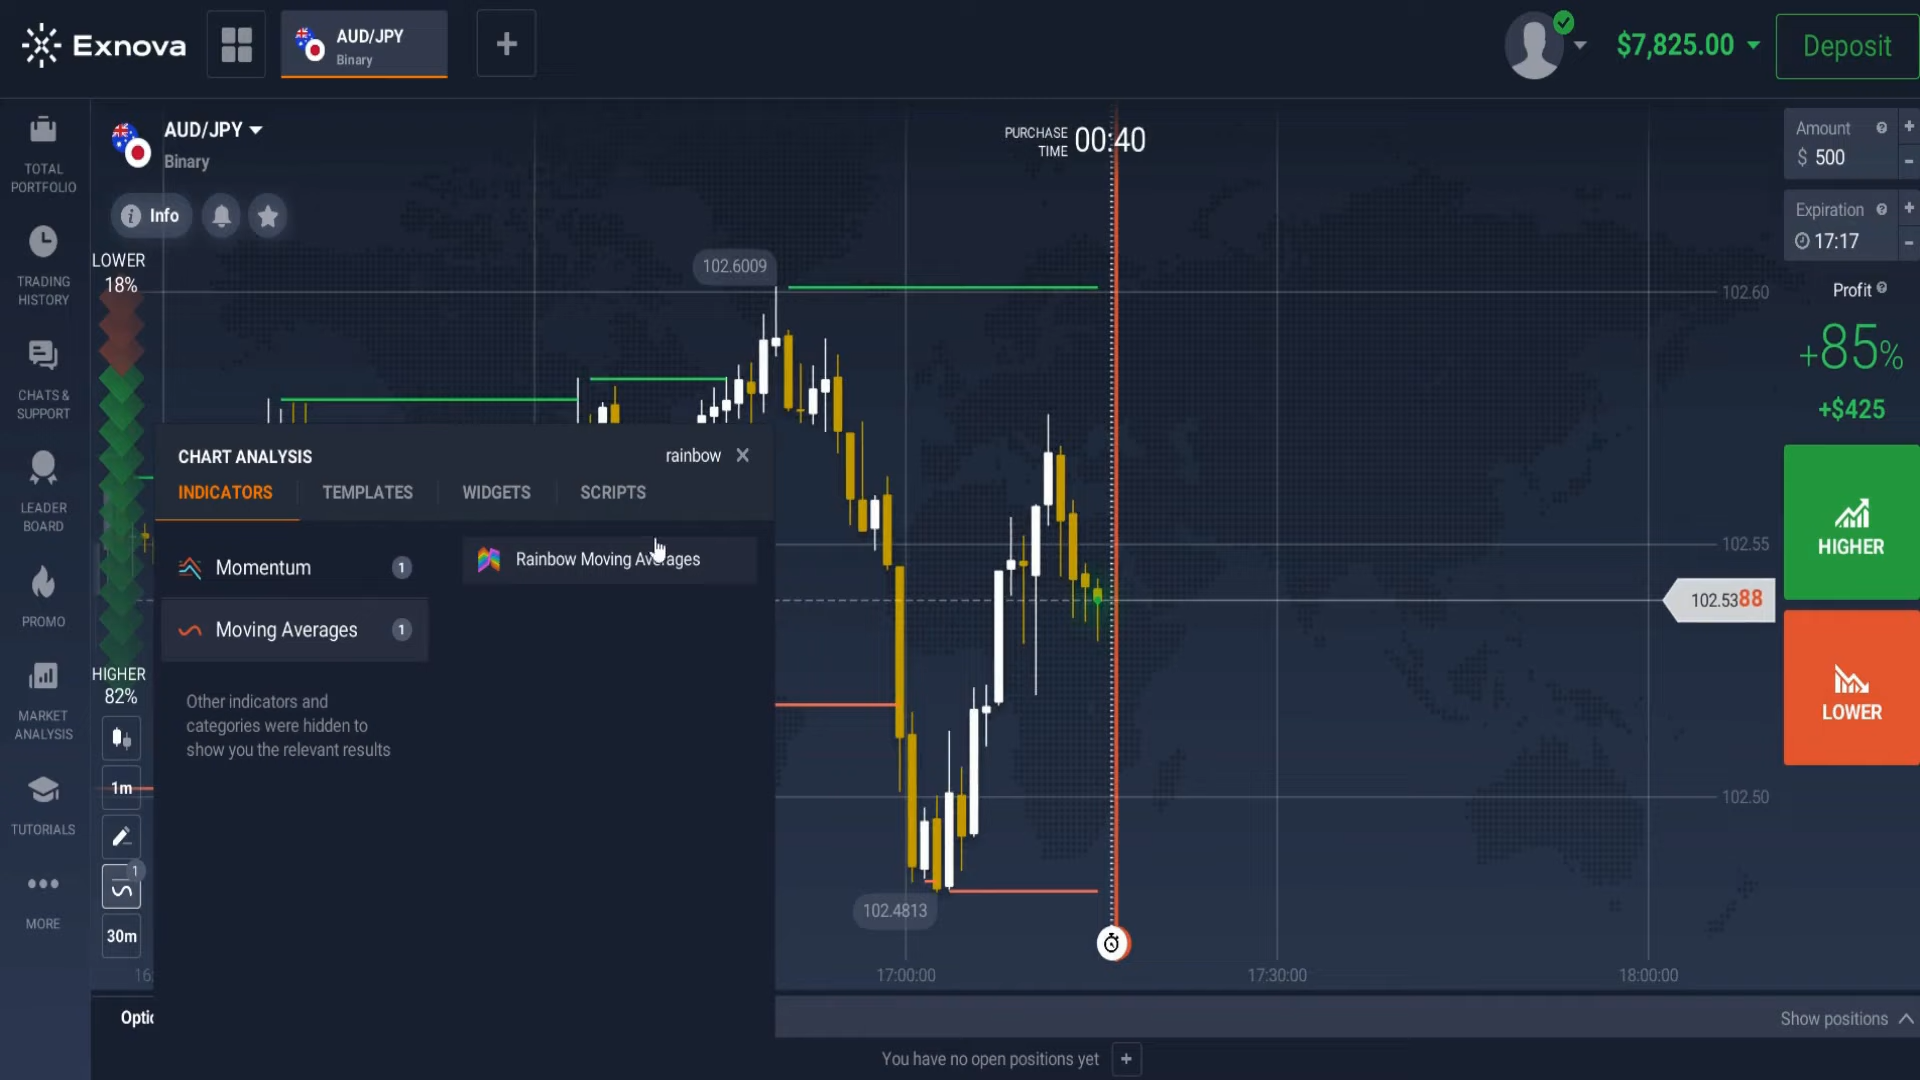 Exnova
AUD/JPY
Binary
$7,825.00
Deposit
AUD/JPY
Binary
PURCHASE
TIME
00:40
Amount
$ 500
TOTAL
PORTFOLIO
Info
Expiration
17:17
LOWER
18%
102.6009
102.60
Profit
+85%
+$425
TRADING
HISTORY
CHATS &
SUPPORT
CHART ANALYSIS
rainbow
INDICATORS
TEMPLATES
WIDGETS
SCRIPTS
LEADER
BOARD
Momentum
1
Rainbow Moving Averages
102.55
HIGHER
102.5388
PROMO
Moving Averages
1
HIGHER
82%
Other indicators and
categories were hidden to
show you the relevant results
LOWER
MARKET
ANALYSIS
1m
102.50
TUTORIALS
1
102.4813
MORE
30m
16:
17:00:00
17:30:00
18:00:00
Optic
Show positions
You have no open positions yet